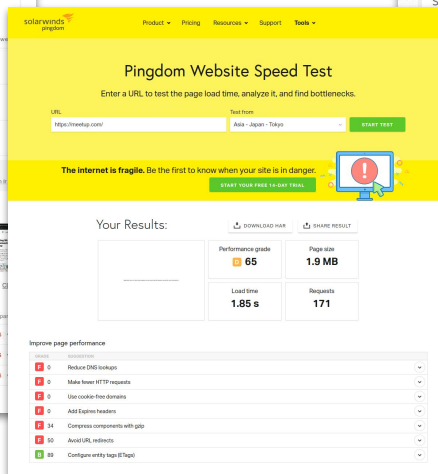 solarwinds
pingdom
Product Pricing Resources Support Tools
Pingdom Website Speed Test
Enter a URL to test the page load time, analyze it, and find bottlenecks.
URL
Test from
https://meetup.com/
Asia - Japan - Tokyo
START TEST
The internet is fragile. Be the first to know when your site is in danger.
START YOUR FREE 14-DAY TRIAL
Your Results:
DOWNLOAD HAR
SHARE RESULT
Performance grade
D 65
Page size
1.9 MB
Load time
1.85 s
Requests
171
Improve page performance
GRADE SUGGESTION
F 0 Reduce DNS lookups
F 0 Make fewer HTTP requests
F 0 Use cookie-free domains
F 0 Add Expires headers
F 34 Compress components with gzip
F 50 Avoid URL redirects
B 89 Configure entity tags (ETags)